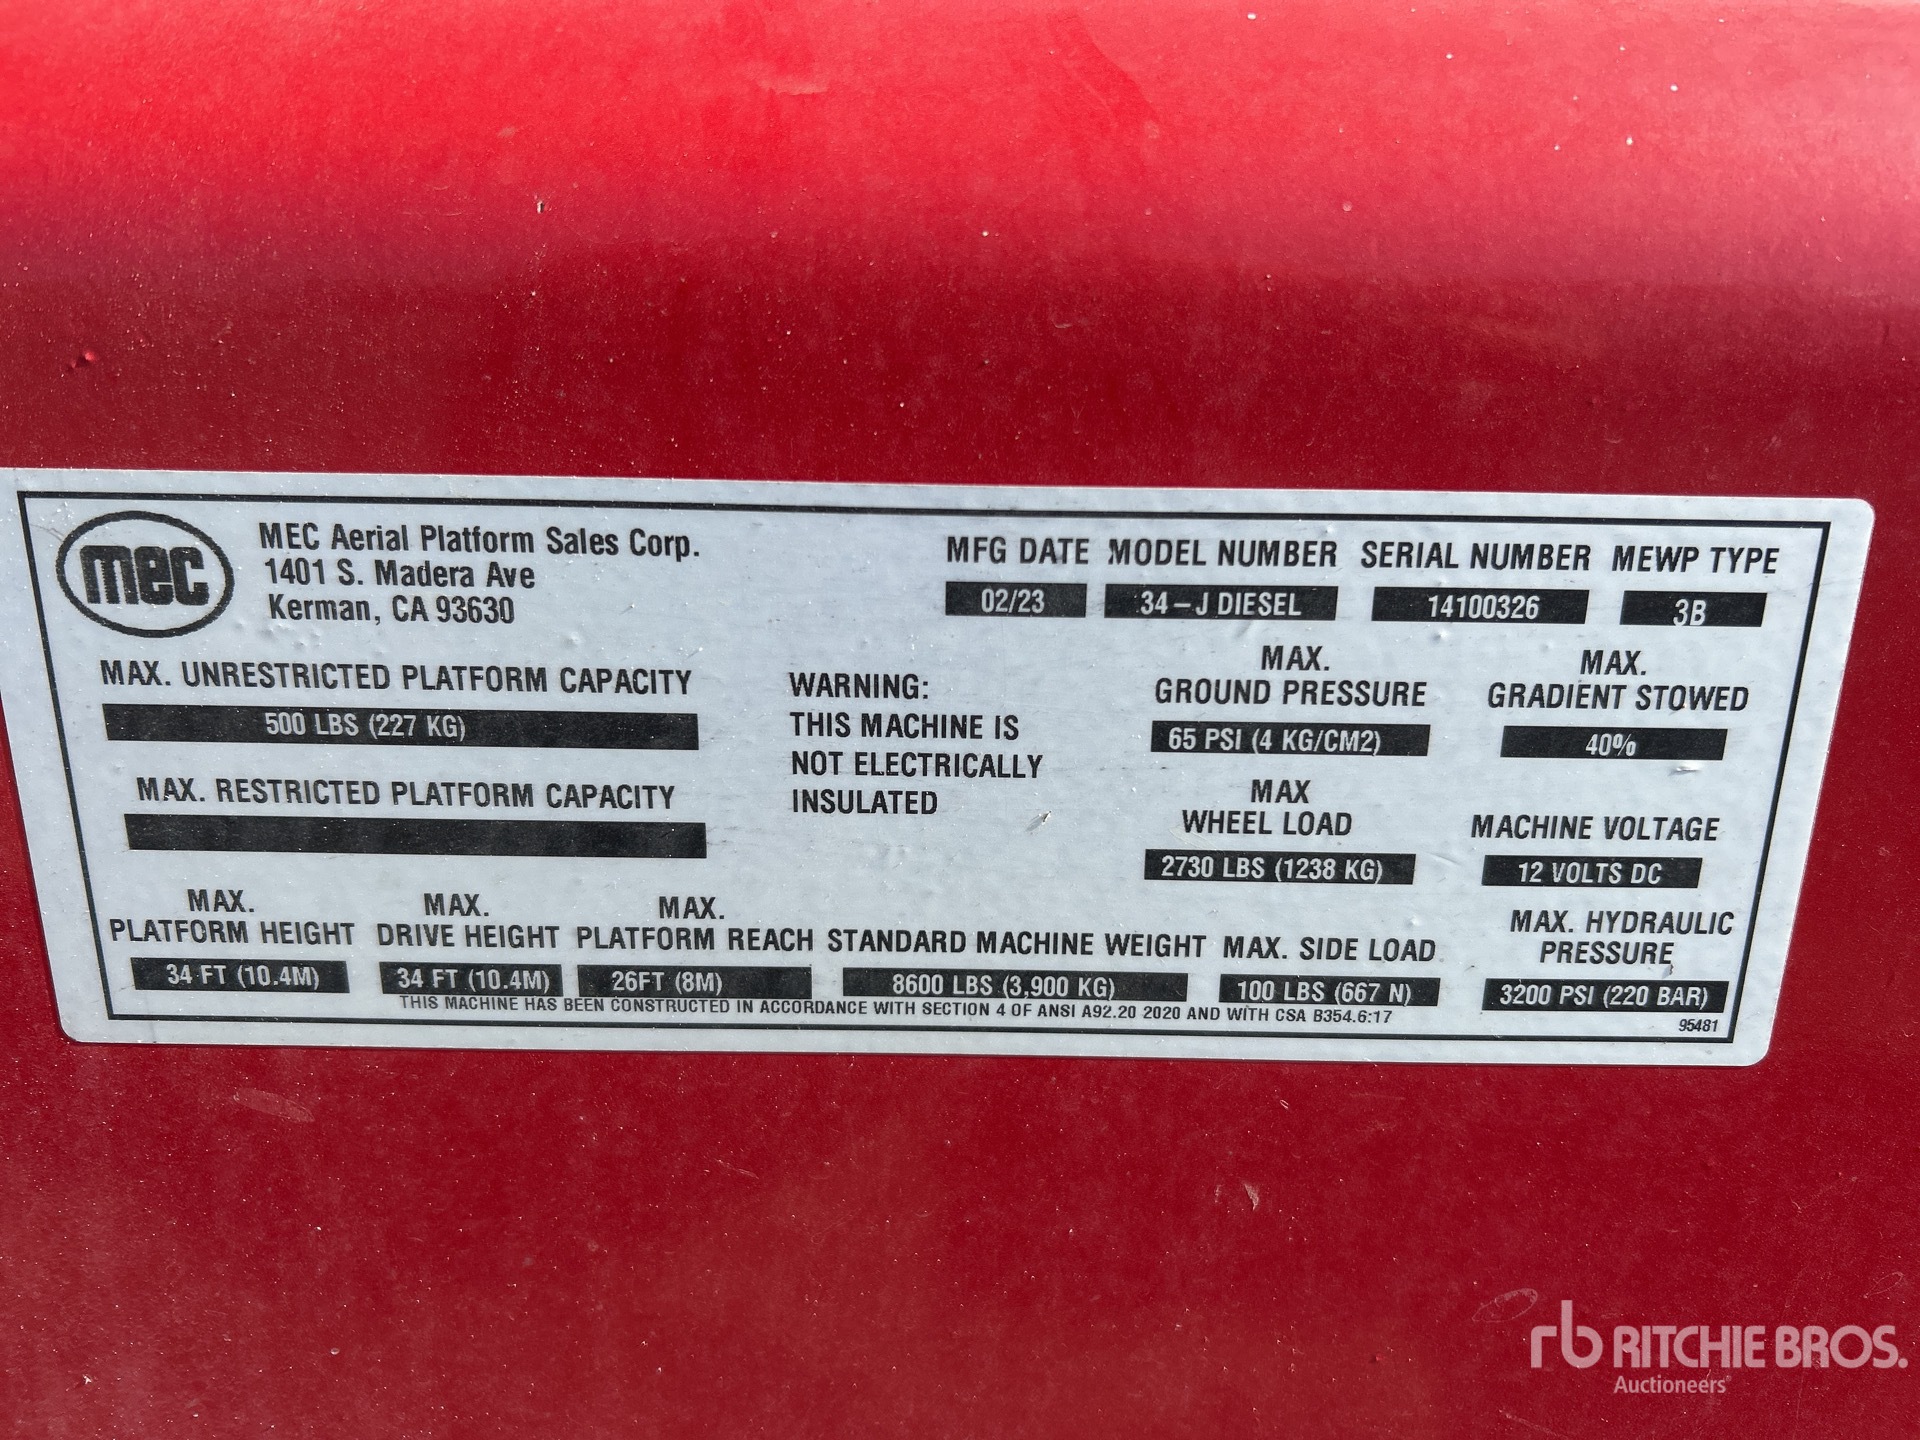 mec
MEC Aerial Platform Sales Corp.
1401 S. Madera Ave
Kerman, CA 93630
MFG DATE
02/23
MODEL NUMBER
34-J DIESEL
SERIAL NUMBER
14100326
MEWP TYPE
3B
MAX. UNRESTRICTED PLATFORM CAPACITY
500 LBS (227 KG)
MAX. RESTRICTED PLATFORM CAPACITY
WARNING:
THIS MACHINE IS
NOT ELECTRICALLY
INSULATED
MAX.
GROUND PRESSURE
65 PSI (4 KG/CM2)
MAX.
GRADIENT STOWED
40%
MAX
WHEEL LOAD
2730 LBS (1238 KG)
MACHINE VOLTAGE
12 VOLTS DC
MAX.
PLATFORM HEIGHT
34 FT (10.4M)
MAX.
DRIVE HEIGHT
34 FT (10.4M)
MAX.
PLATFORM REACH
26FT (8M)
STANDARD MACHINE WEIGHT
8600 LBS (3,900 KG)
MAX. SIDE LOAD
100 LBS (667 N)
MAX. HYDRAULIC
PRESSURE
3200 PSI (220 BAR)
THIS MACHINE HAS BEEN CONSTRUCTED IN ACCORDANCE WITH SECTION 4 OF ANSI A92.20 2020 AND WITH CSA B354.6:17
95481
rb RITCHIE BROS.
Auctioneers